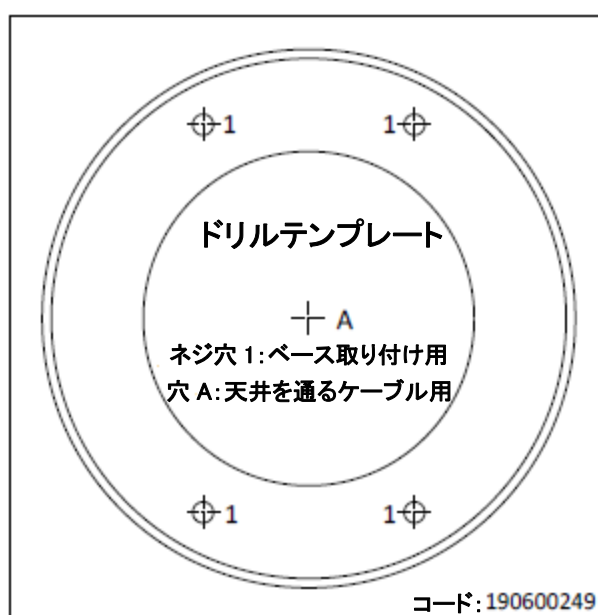 1 1
ドリルテンプレート
A
ネジ穴 1:ベース取り付け用
穴 A:天井を通るケーブル用
1 1
コード:190600249